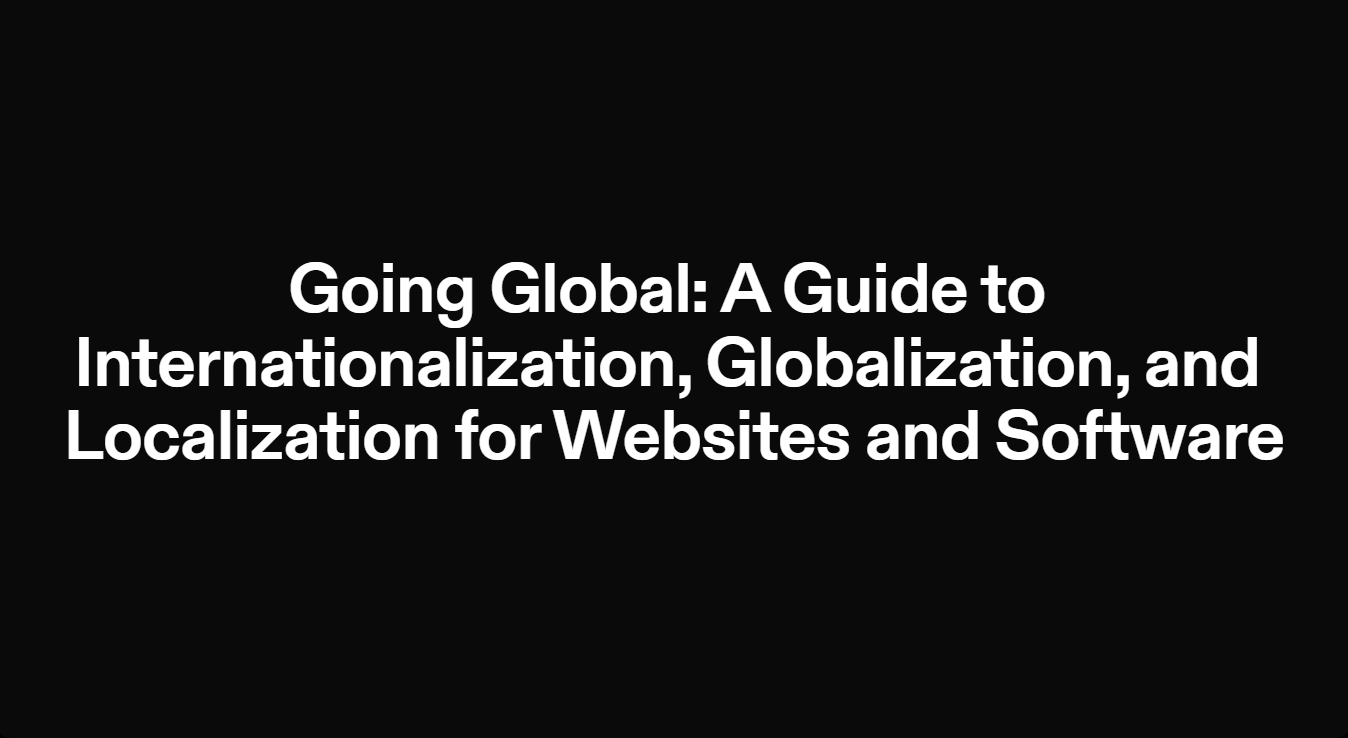 Going Global: A Guide to
Internationalization, Globalization, and
Localization for Websites and Software